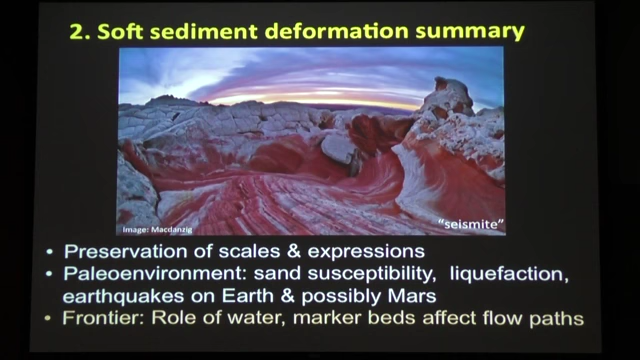 2. Soft sediment deformation summary
Image: Macdanzig
"seismite"
• Preservation of scales & expressions
• Paleoenvironment: sand susceptibility, liquefaction,
earthquakes on Earth & possibly Mars
• Frontier: Role of water, marker beds affect flow paths